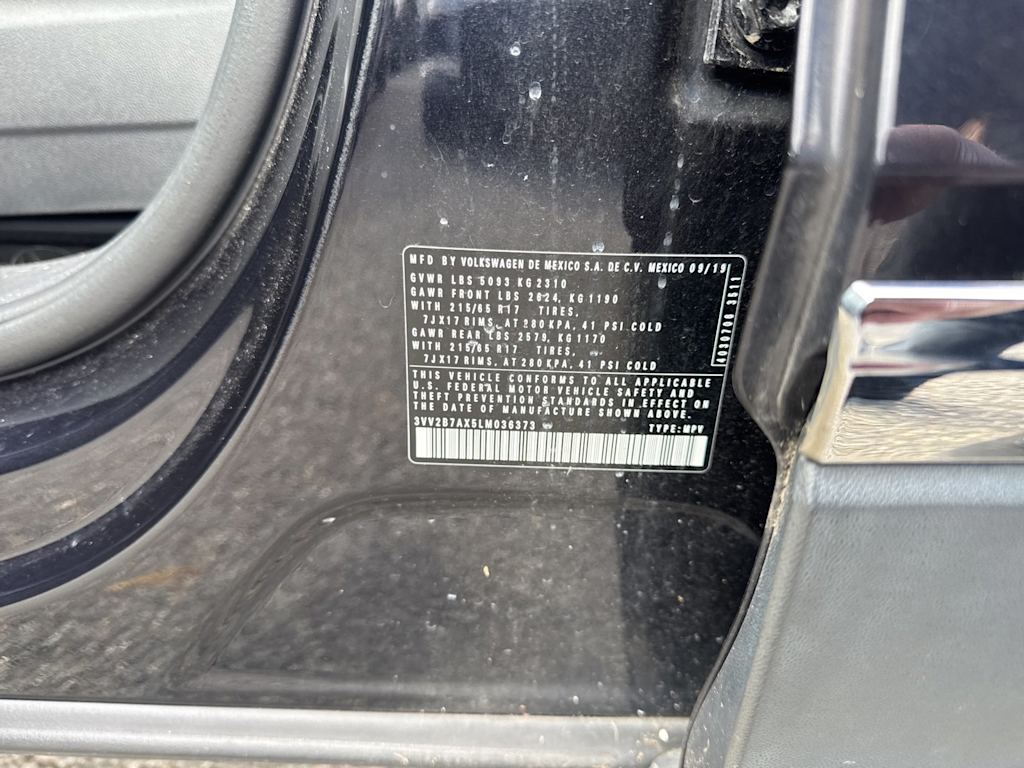 MFD BY VOLKSWAGEN DE MEXICO S.A. DE C.V. MEXICO 09/19
GVWR LBS 5093 KG 2310
GAWR FRONT LBS 2624, KG 1190
WITH 215/65 R17 TIRES,
7JX17 RIMS, AT 280 KPA, 41 PSI COLD
GAWR REAR LBS 2579, KG 1170
WITH 215/65 R17 TIRES,
7JX17 RIMS, AT 280 KPA, 41 PSI COLD
4030700 3511
THIS VEHICLE CONFORMS TO ALL APPLICABLE
U.S. FEDERAL MOTOR VEHICLE SAFETY AND
THEFT PREVENTION STANDARDS IN EFFECT ON
THE DATE OF MANUFACTURE SHOWN ABOVE.
3VV2B7AX5LM036373 TYPE: MPV